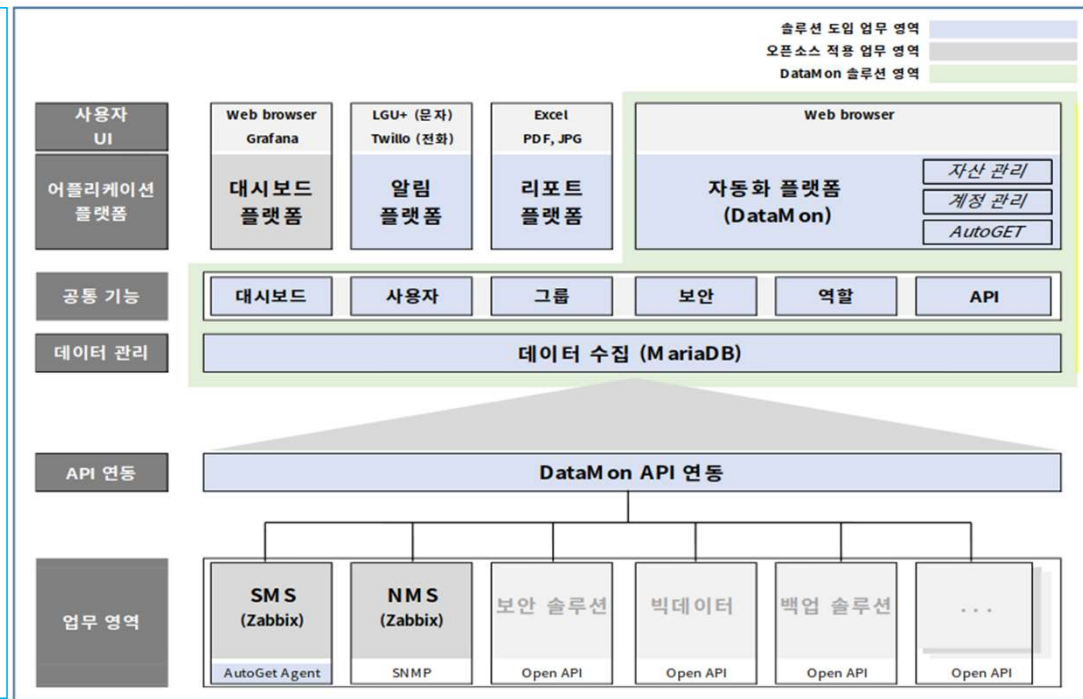 솔루션 도입 업무 영역
오픈소스 적용 업무 영역
DataMon 솔루션 영역
사용자
UI
Web browser
Grafana
LGU+ (문자)
Twillo (전화)
Excel
PDF, JPG
Web browser
어플리케이션
플랫폼
대시보드
플랫폼
알림
플랫폼
리포트
플랫폼
자동화 플랫폼
(DataMon)
자산 관리
계정 관리
AutoGET
공통 기능
대시보드
사용자
그룹
보안
역할
API
데이터 관리
데이터 수집 (MariaDB)
API 연동
DataMon API 연동
업무 영역
SMS
(Zabbix)
AutoGet Agent
NMS
(Zabbix)
SNMP
보안 솔루션
Open API
빅데이터
Open API
백업 솔루션
Open API
...
Open API